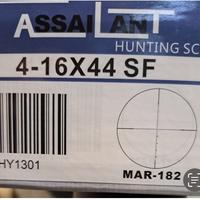 ASSAILANT
HUNTING SC
4-16X44 SF
HY1301
MAR-182